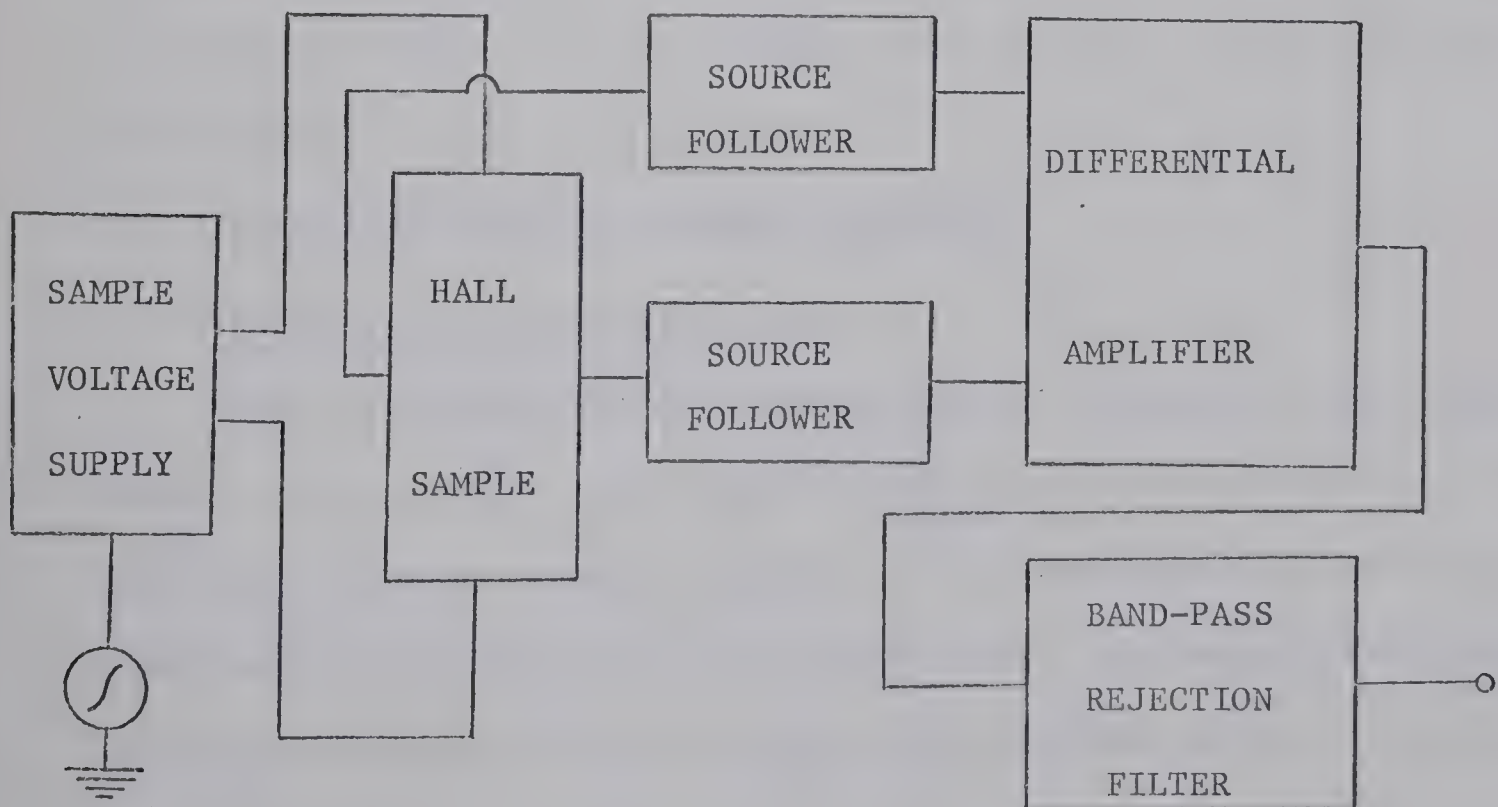 SAMPLE
VOLTAGE
SUPPLY
HALL
SAMPLE
SOURCE
FOLLOWER
SOURCE
FOLLOWER
DIFFERENTIAL
AMPLIFIER
BAND-PASS
REJECTION
FILTER